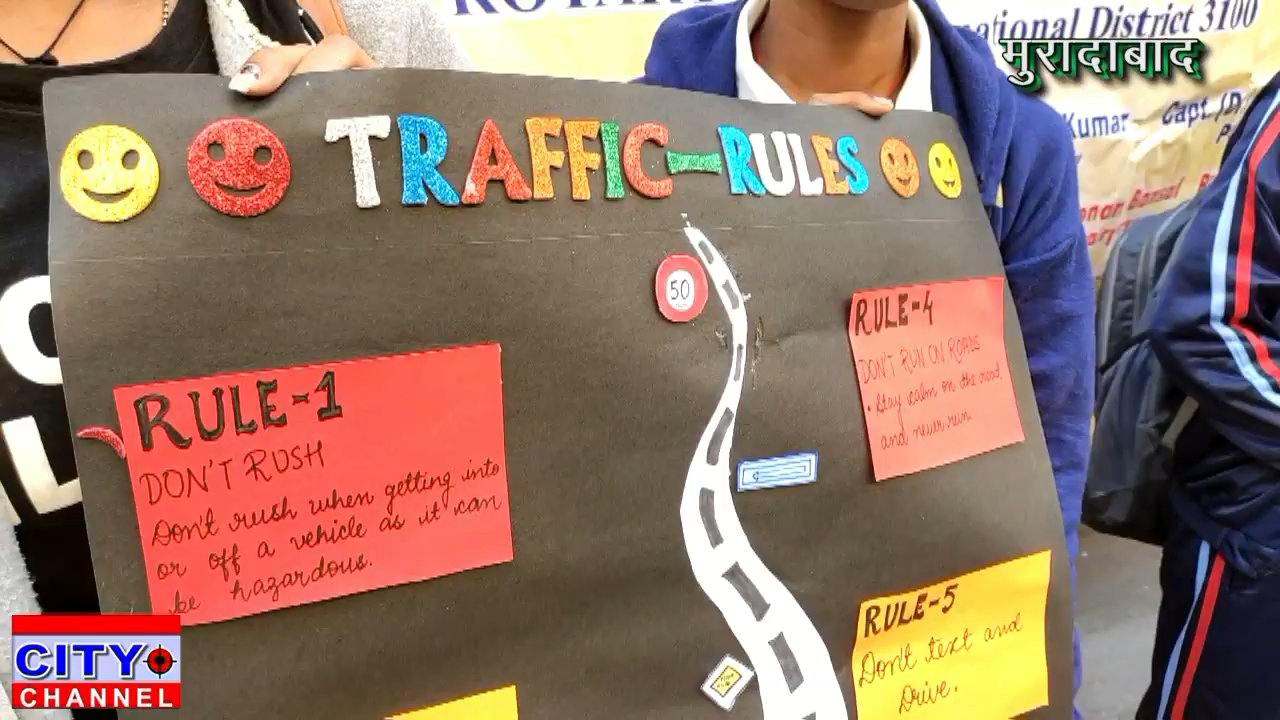 ational District 3100
मुरादाबाद
Kumar Capt.
TRAFFIC-RULES
50
RULE-1
DON'T RUSH
Don't rush when getting into
or off a vehicle as it can
be hazardous.
RULE-4
DON'T RUN ON ROADS
• Stay calm on the road
and never run.
RULE-5
Don't text and
Drive.
CITY
CHANNEL